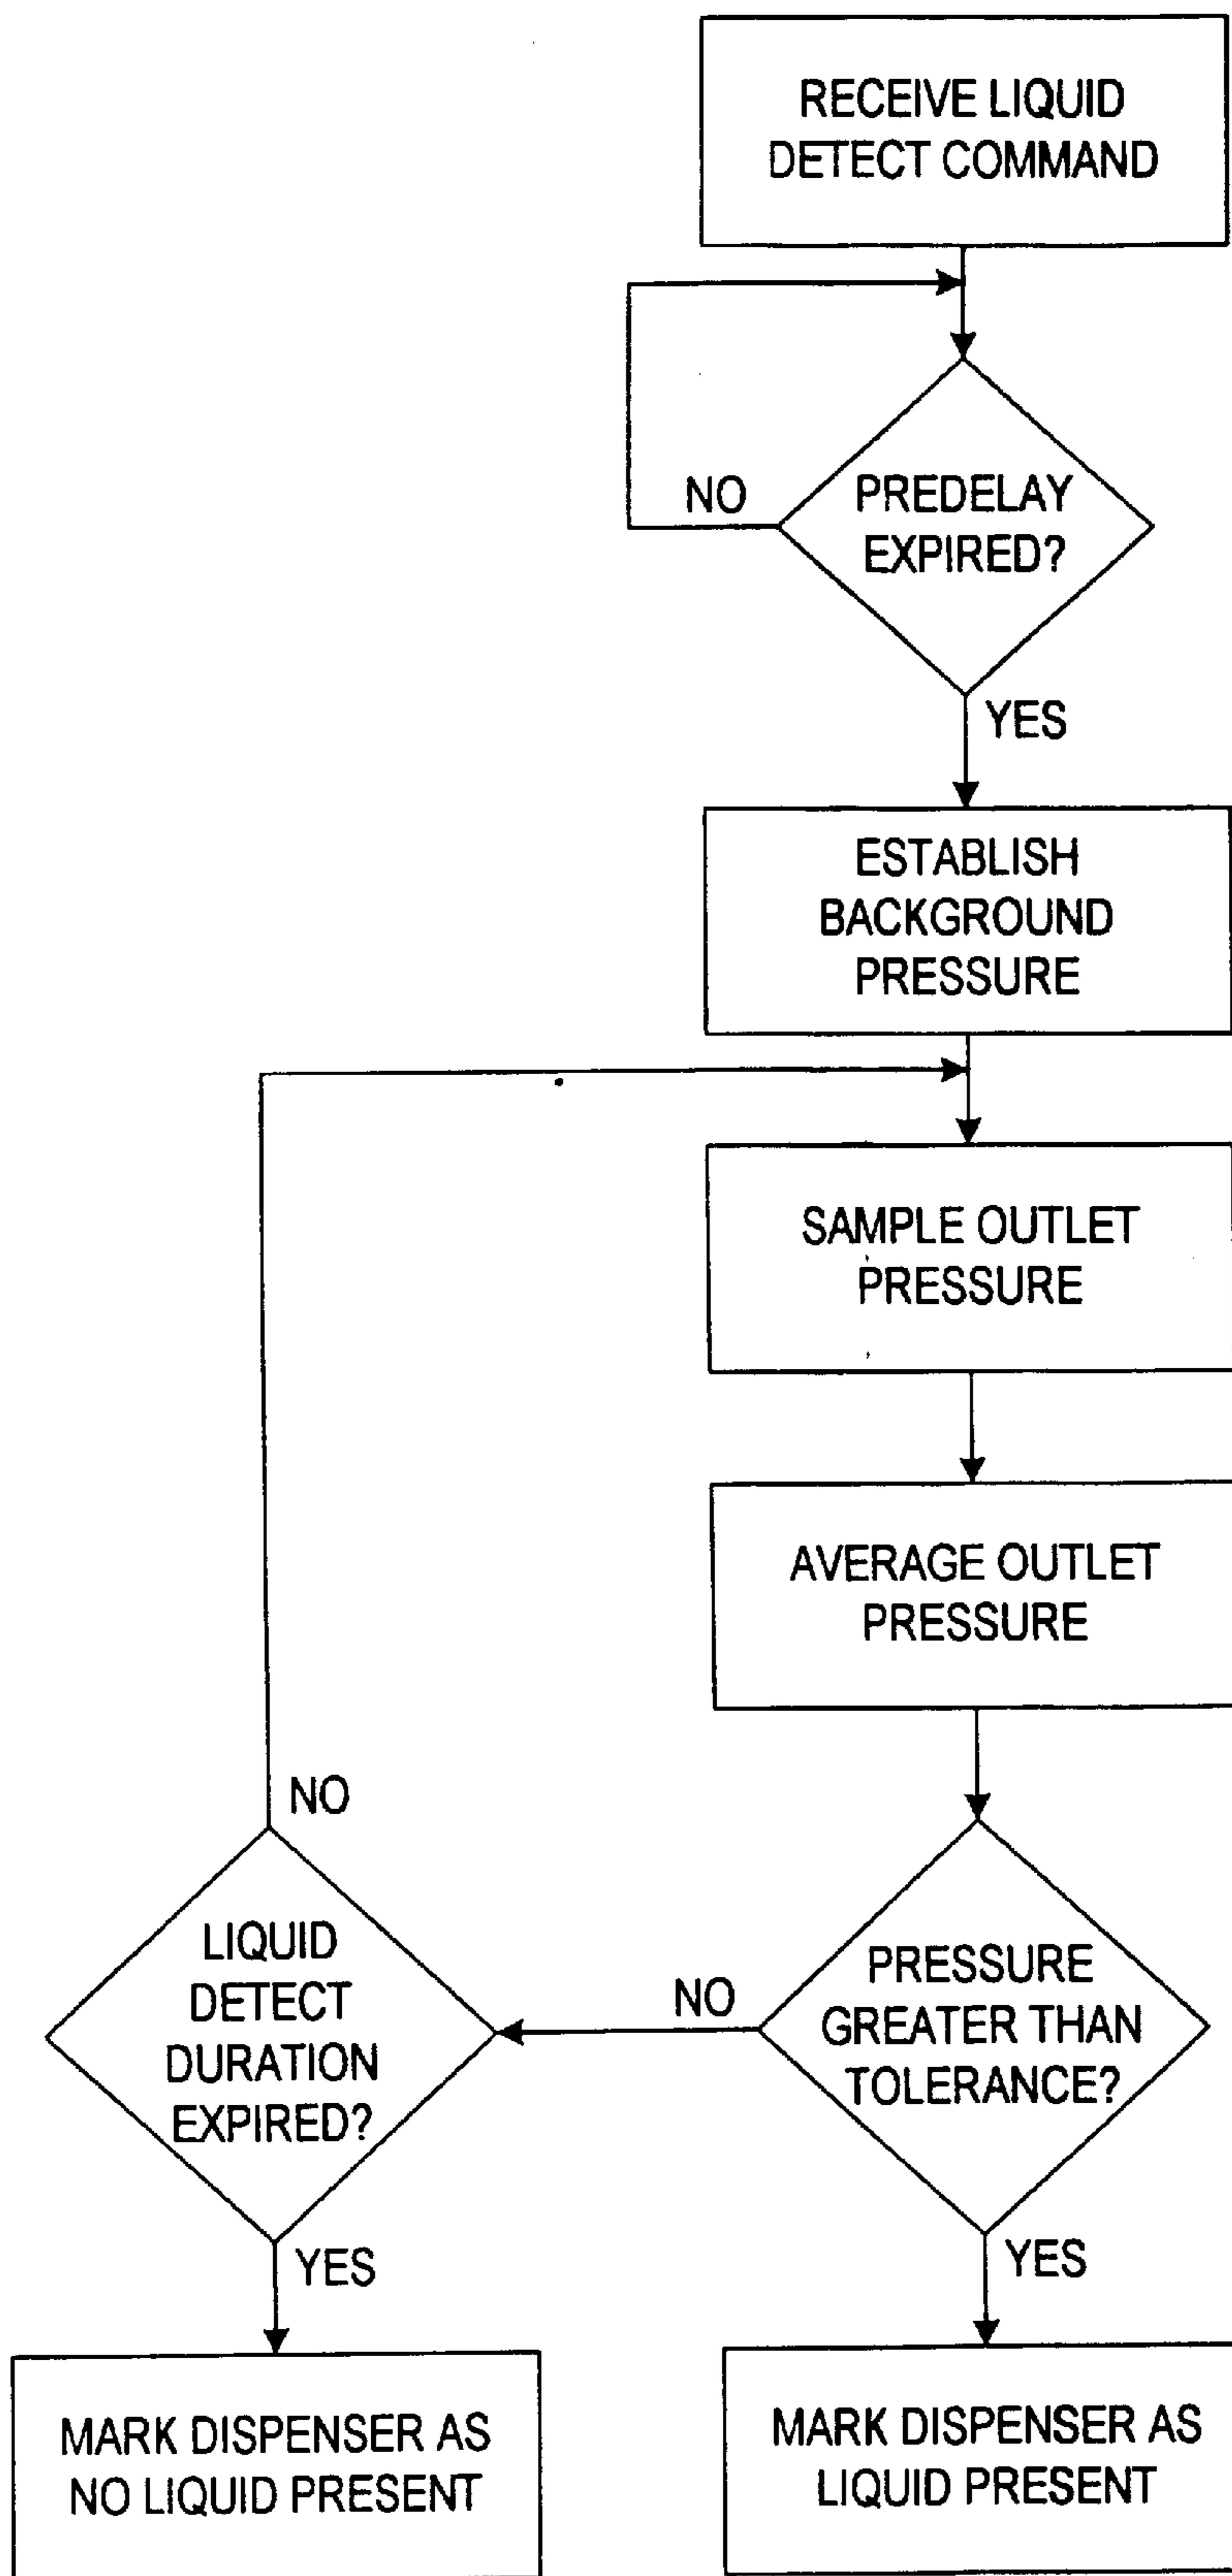 RECEIVE LIQUID
DETECT COMMAND
NO
PREDELAY
EXPIRED?
YES
ESTABLISH
BACKGROUND
PRESSURE
SAMPLE OUTLET
PRESSURE
AVERAGE OUTLET
PRESSURE
NO
LIQUID
DETECT
DURATION
EXPIRED?
NO
PRESSURE
GREATER THAN
TOLERANCE?
YES
YES
MARK DISPENSER AS
NO LIQUID PRESENT
MARK DISPENSER AS
LIQUID PRESENT